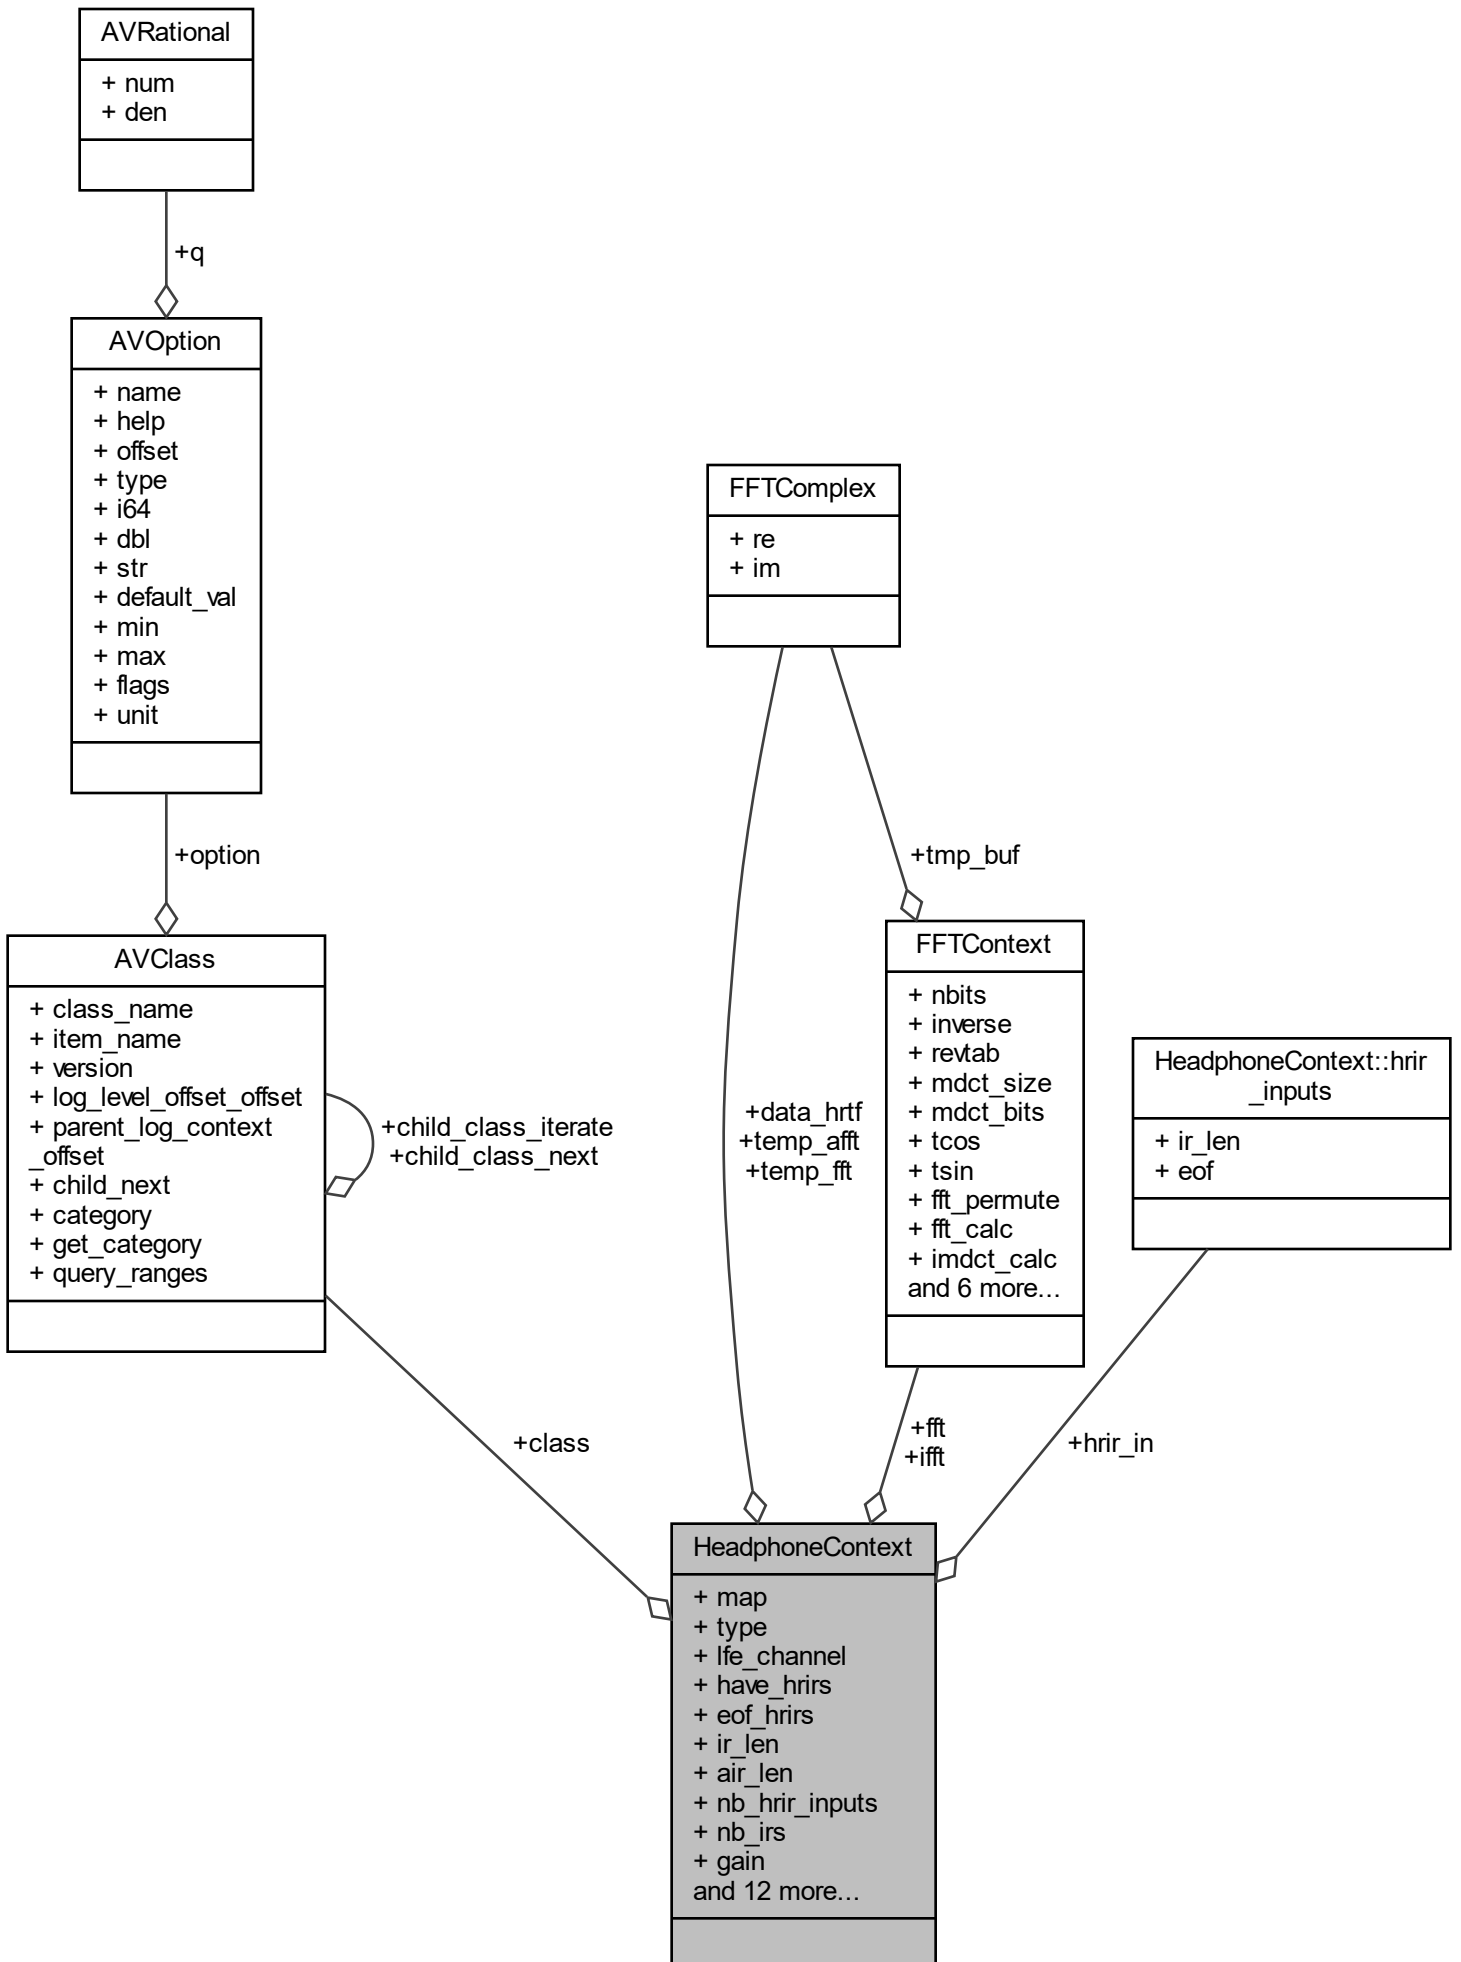 AVRational
+ num
+ den
+q
AVOption
+ name
+ help
+ offset
+ type
+ i64
+ dbl
+ str
+ default_val
+ min
+ max
+ flags
+ unit
+option
AVClass
+ class_name
+ item_name
+ version
+ log_level_offset_offset
+ parent_log_context
_offset
+ child_next
+ category
+ get_category
+ query_ranges
+child_class_iterate
+child_class_next
FFTComplex
+ re
+ im
+data_hrtf
+temp_afft
+temp_fft
+tmp_buf
FFTContext
+ nbits
+ inverse
+ revtab
+ mdct_size
+ mdct_bits
+ tcos
+ tsin
+ fft_permute
+ fft_calc
+ imdct_calc
and 6 more...
HeadphoneContext::hrir
_inputs
+ ir_len
+ eof
+class
+fft
+ifft
+hrir_in
HeadphoneContext
+ map
+ type
+ lfe_channel
+ have_hrirs
+ eof_hrirs
+ ir_len
+ air_len
+ nb_hrir_inputs
+ nb_irs
+ gain
and 12 more...